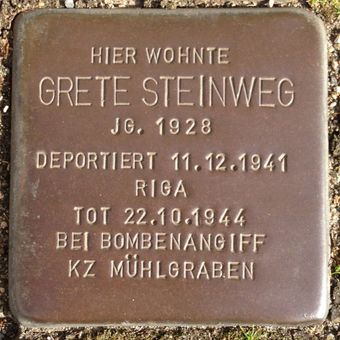 HIER WOHNTE
GRETE STEINWEG
JG. 1928
DEPORTIERT 11.12.1941
RIGA
TOT 22.10.1944
BEI BOMBENANGIFF
KZ MÜHLGRABEN